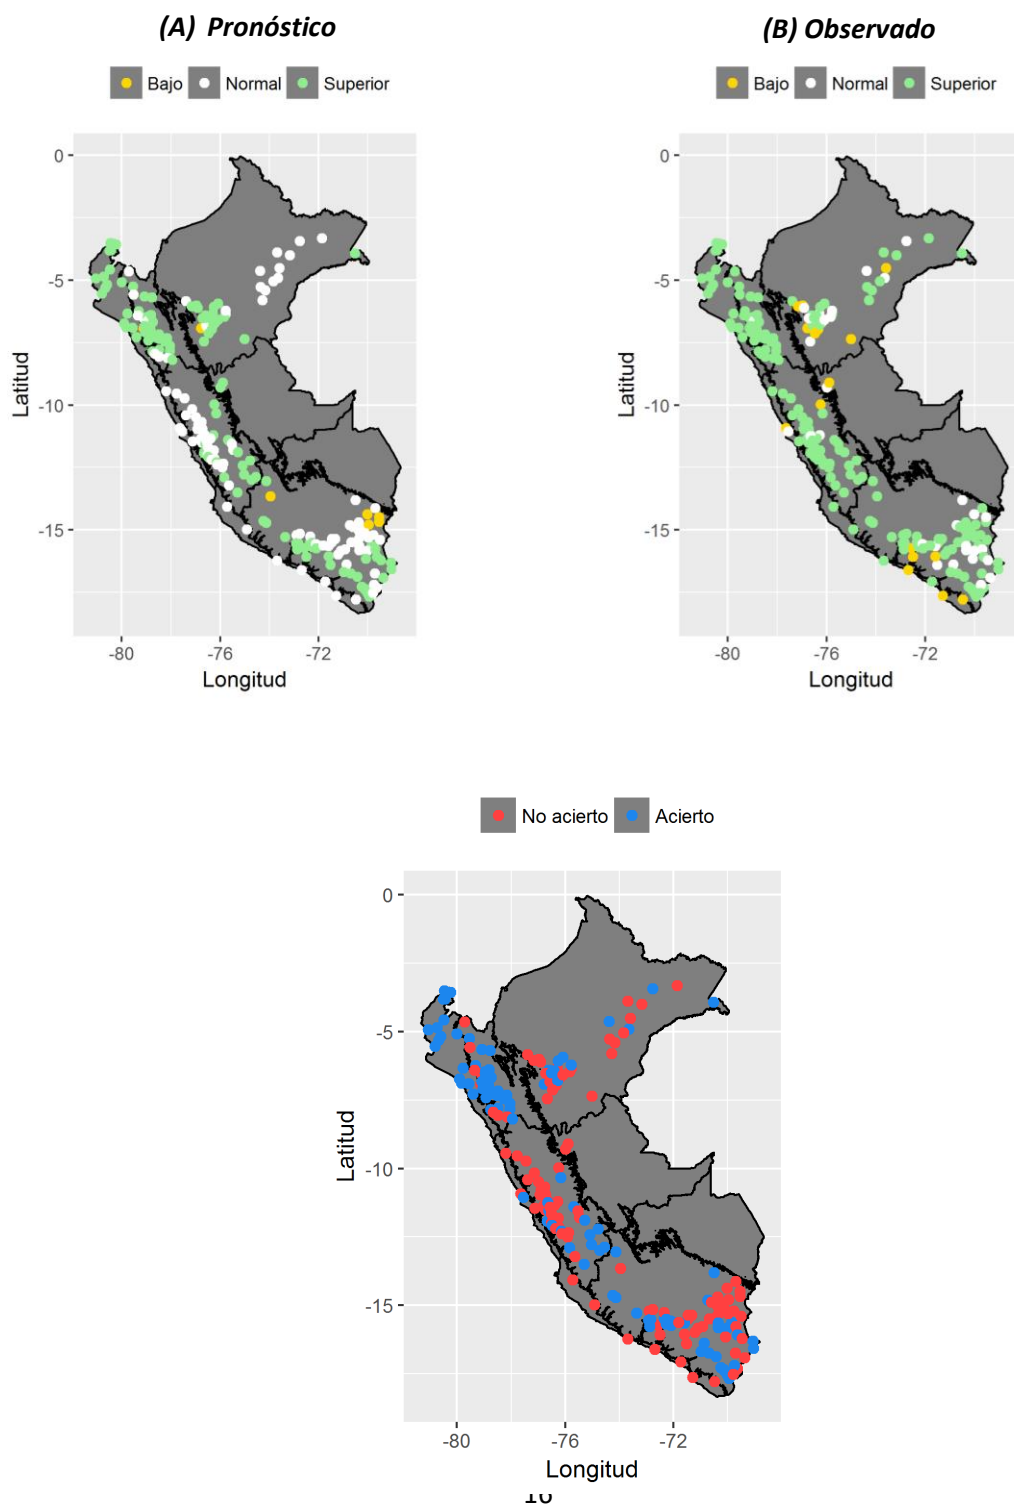 (A) Pronóstico
Bajo Normal Superior
0
-5
-10
-15
Latitud
-80 -76 -72
Longitud
(B) Observado
Bajo Normal Superior
0
-5
-10
-15
Latitud
-80 -76 -72
Longitud
No acierto Acierto
0
-5
-10
-15
Latitud
-80 -76 -72
Longitud
16